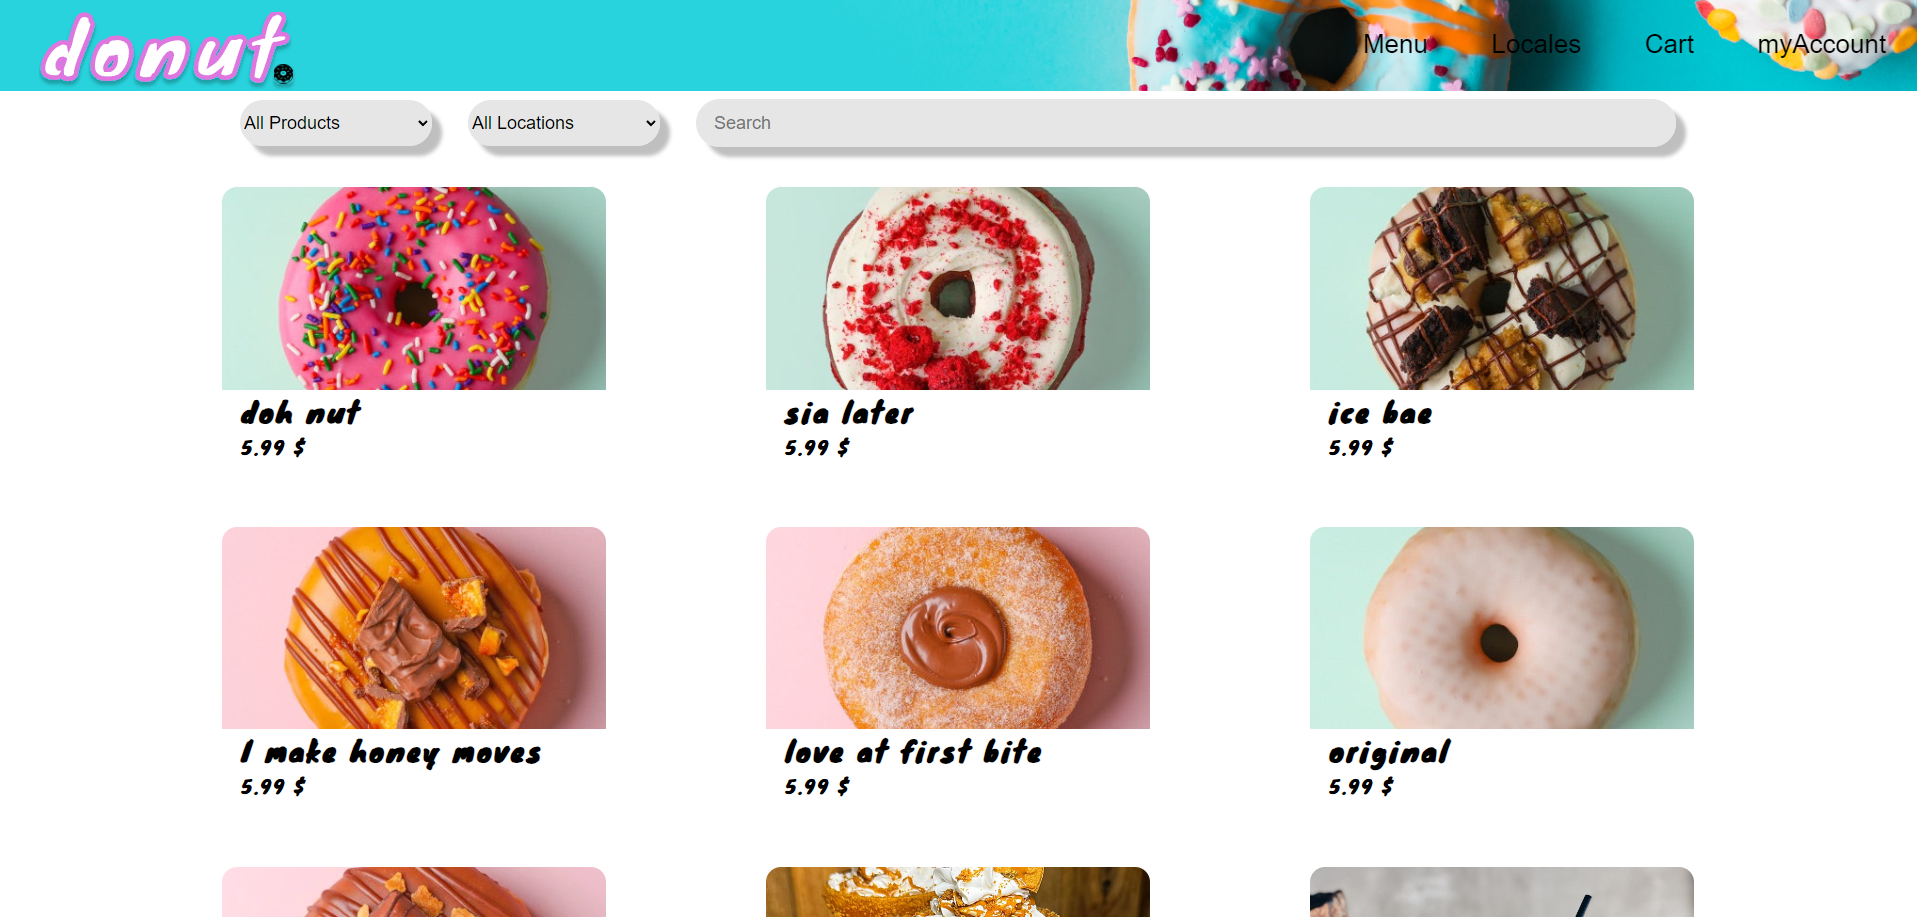 donut.
Menu Locales Cart myAccount
All Products All Locations Search
doh nut
5.99 $
sia later
5.99 $
ice bae
5.99 $
I make honey moves
5.99 $
love at first bite
5.99 $
original
5.99 $